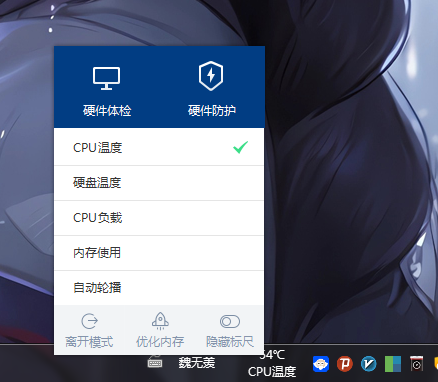 硬件体检
硬件防护
CPU温度
硬盘温度
CPU负载
内存使用
自动轮播
离开模式
优化内存
隐藏标尺
魏无羡
54℃
CPU温度